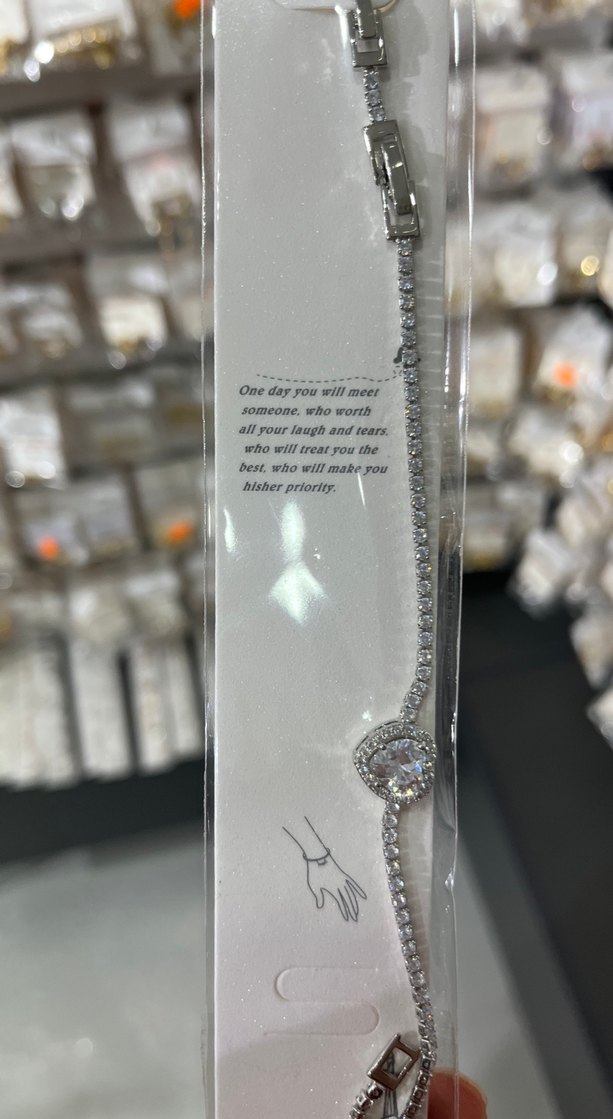 One day you will meet
someone, who worth
all your laugh and tears,
who will treat you the
best, who will make you
hisher priority.